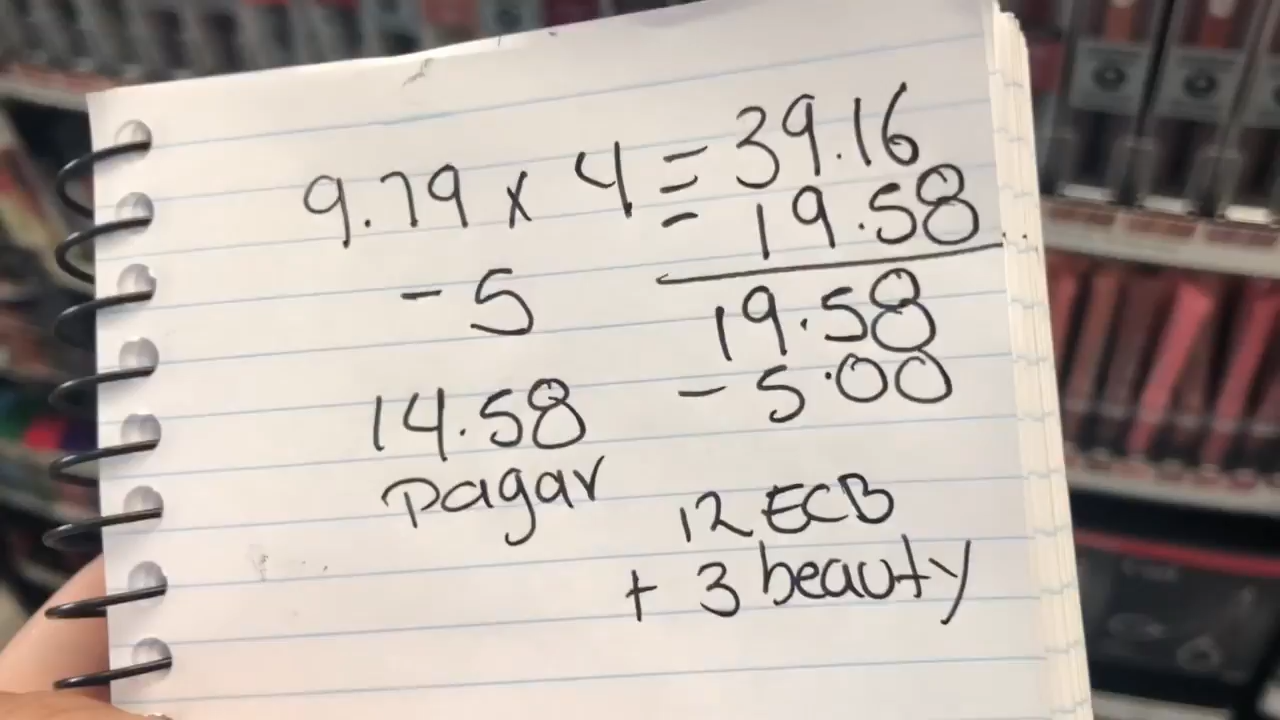 9.79 x 4 = 39.16
- 19.58
- 5
19.58
- 5.00
14.58
pagar
12 ECB
+ 3 beauty